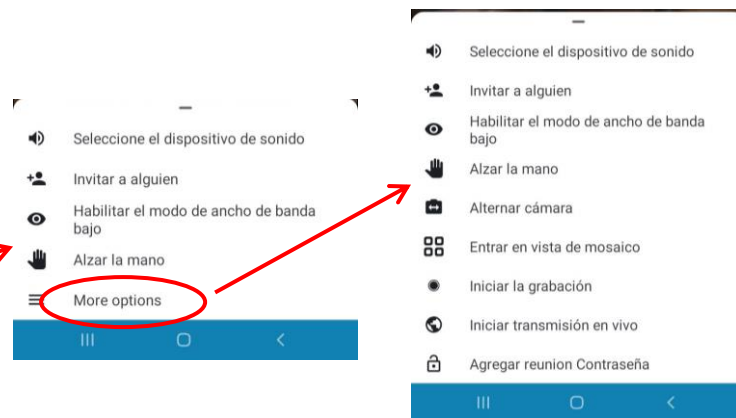 Seleccione el dispositivo de sonido
Invitar a alguien
Habilitar el modo de ancho de banda
bajo
Alzar la mano
More options
Seleccione el dispositivo de sonido
Invitar a alguien
Habilitar el modo de ancho de banda
bajo
Alzar la mano
Alternar cámara
Entrar en vista de mosaico
Iniciar la grabación
Iniciar transmisión en vivo
Agregar reunion Contraseña